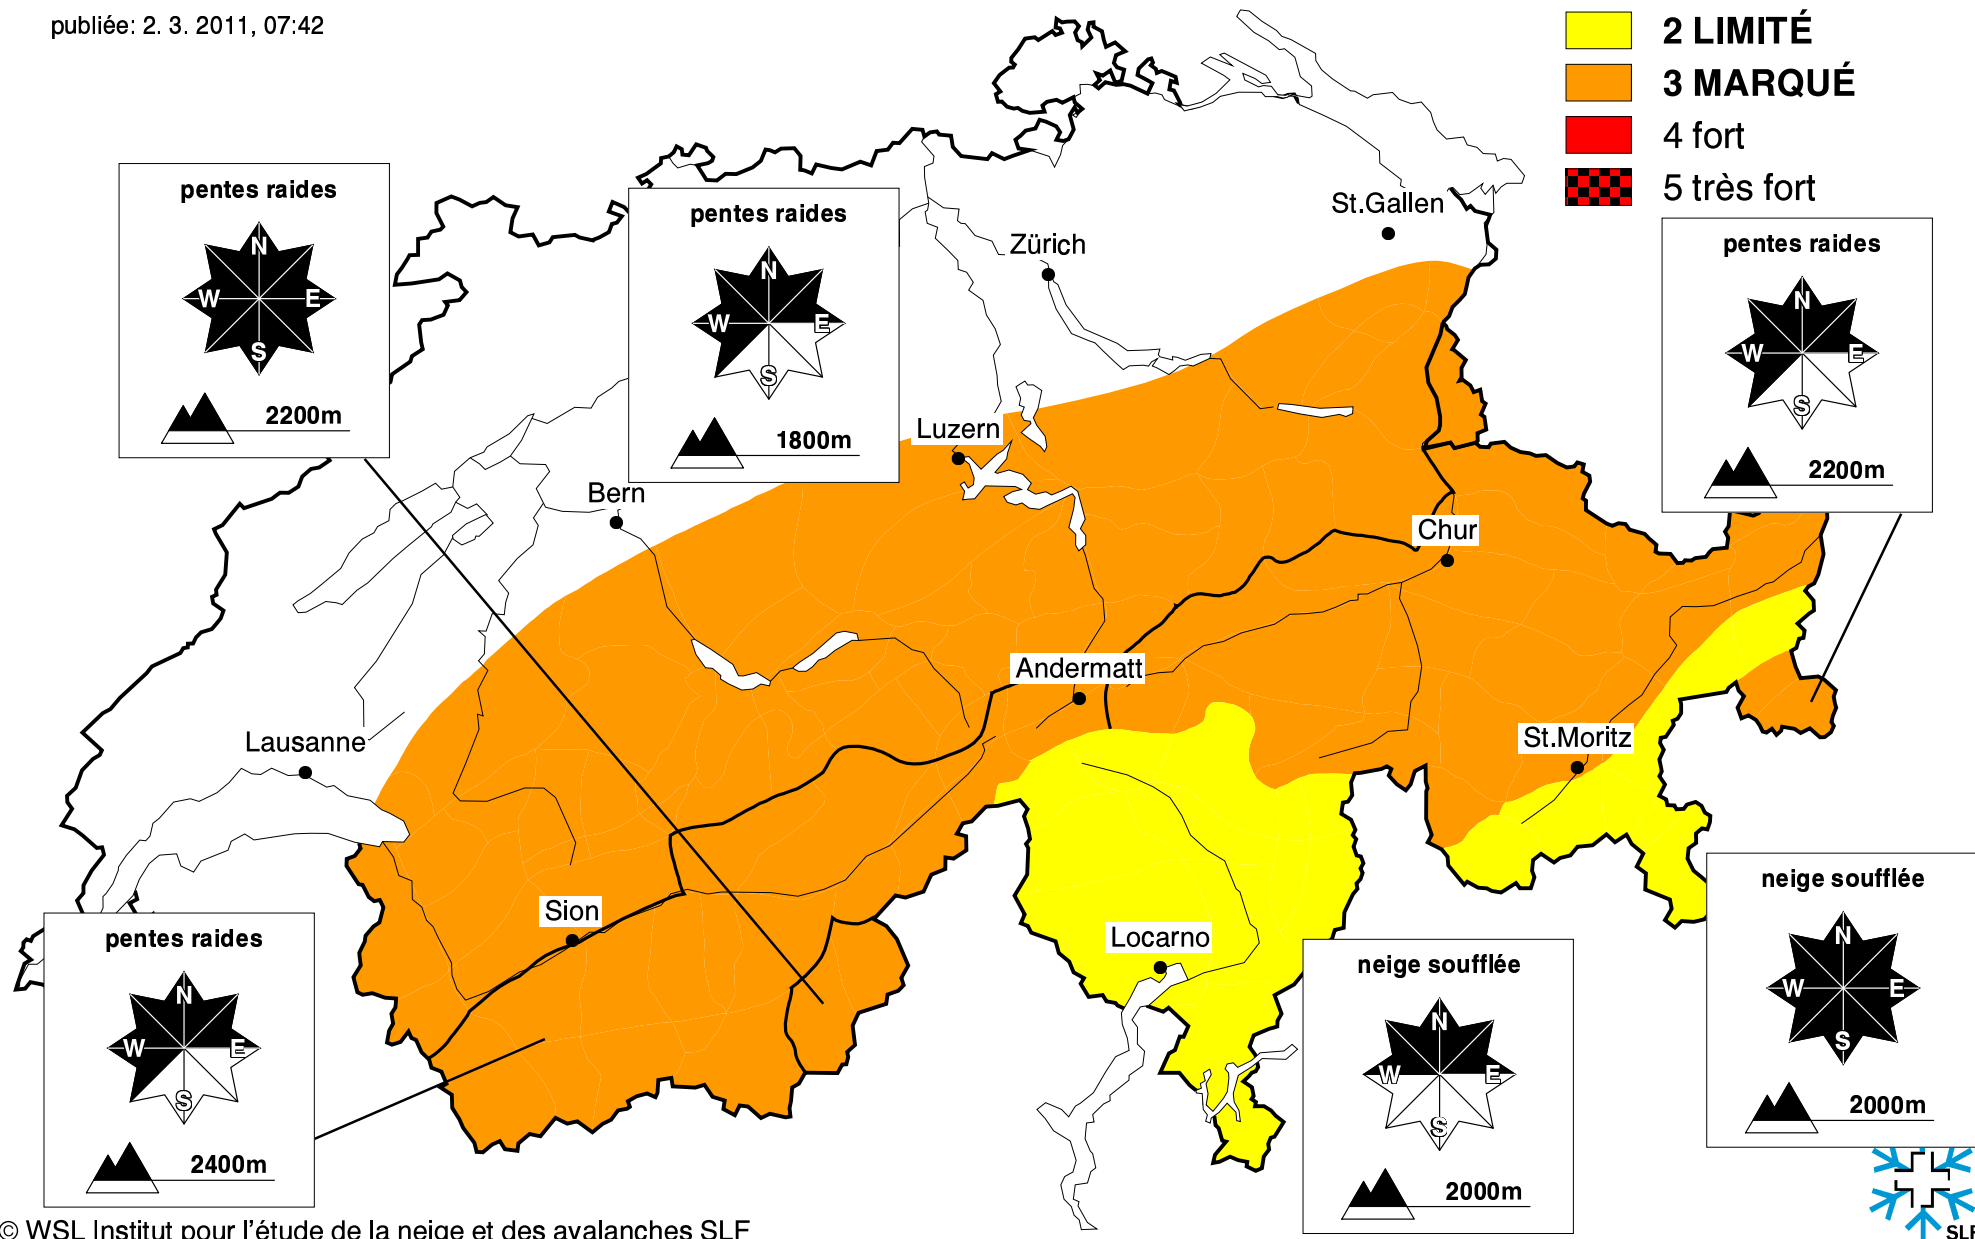 publiée: 2. 3. 2011, 07:42
2 LIMITÉ
3 MARQUÉ
4 fort
5 très fort
pentes raides
N
W E
S
2200m
pentes raides
N
W E
S
1800m
pentes raides
N
W E
S
2200m
St.Gallen
Zürich
Luzern
Bern
Chur
Andermatt
Lausanne
St.Moritz
Sion
Locarno
pentes raides
N
W E
S
2400m
neige soufflée
N
W E
S
2000m
neige soufflée
N
W E
S
2000m
© WSL Institut pour l'étude de la neige et des avalanches SLF
SLF